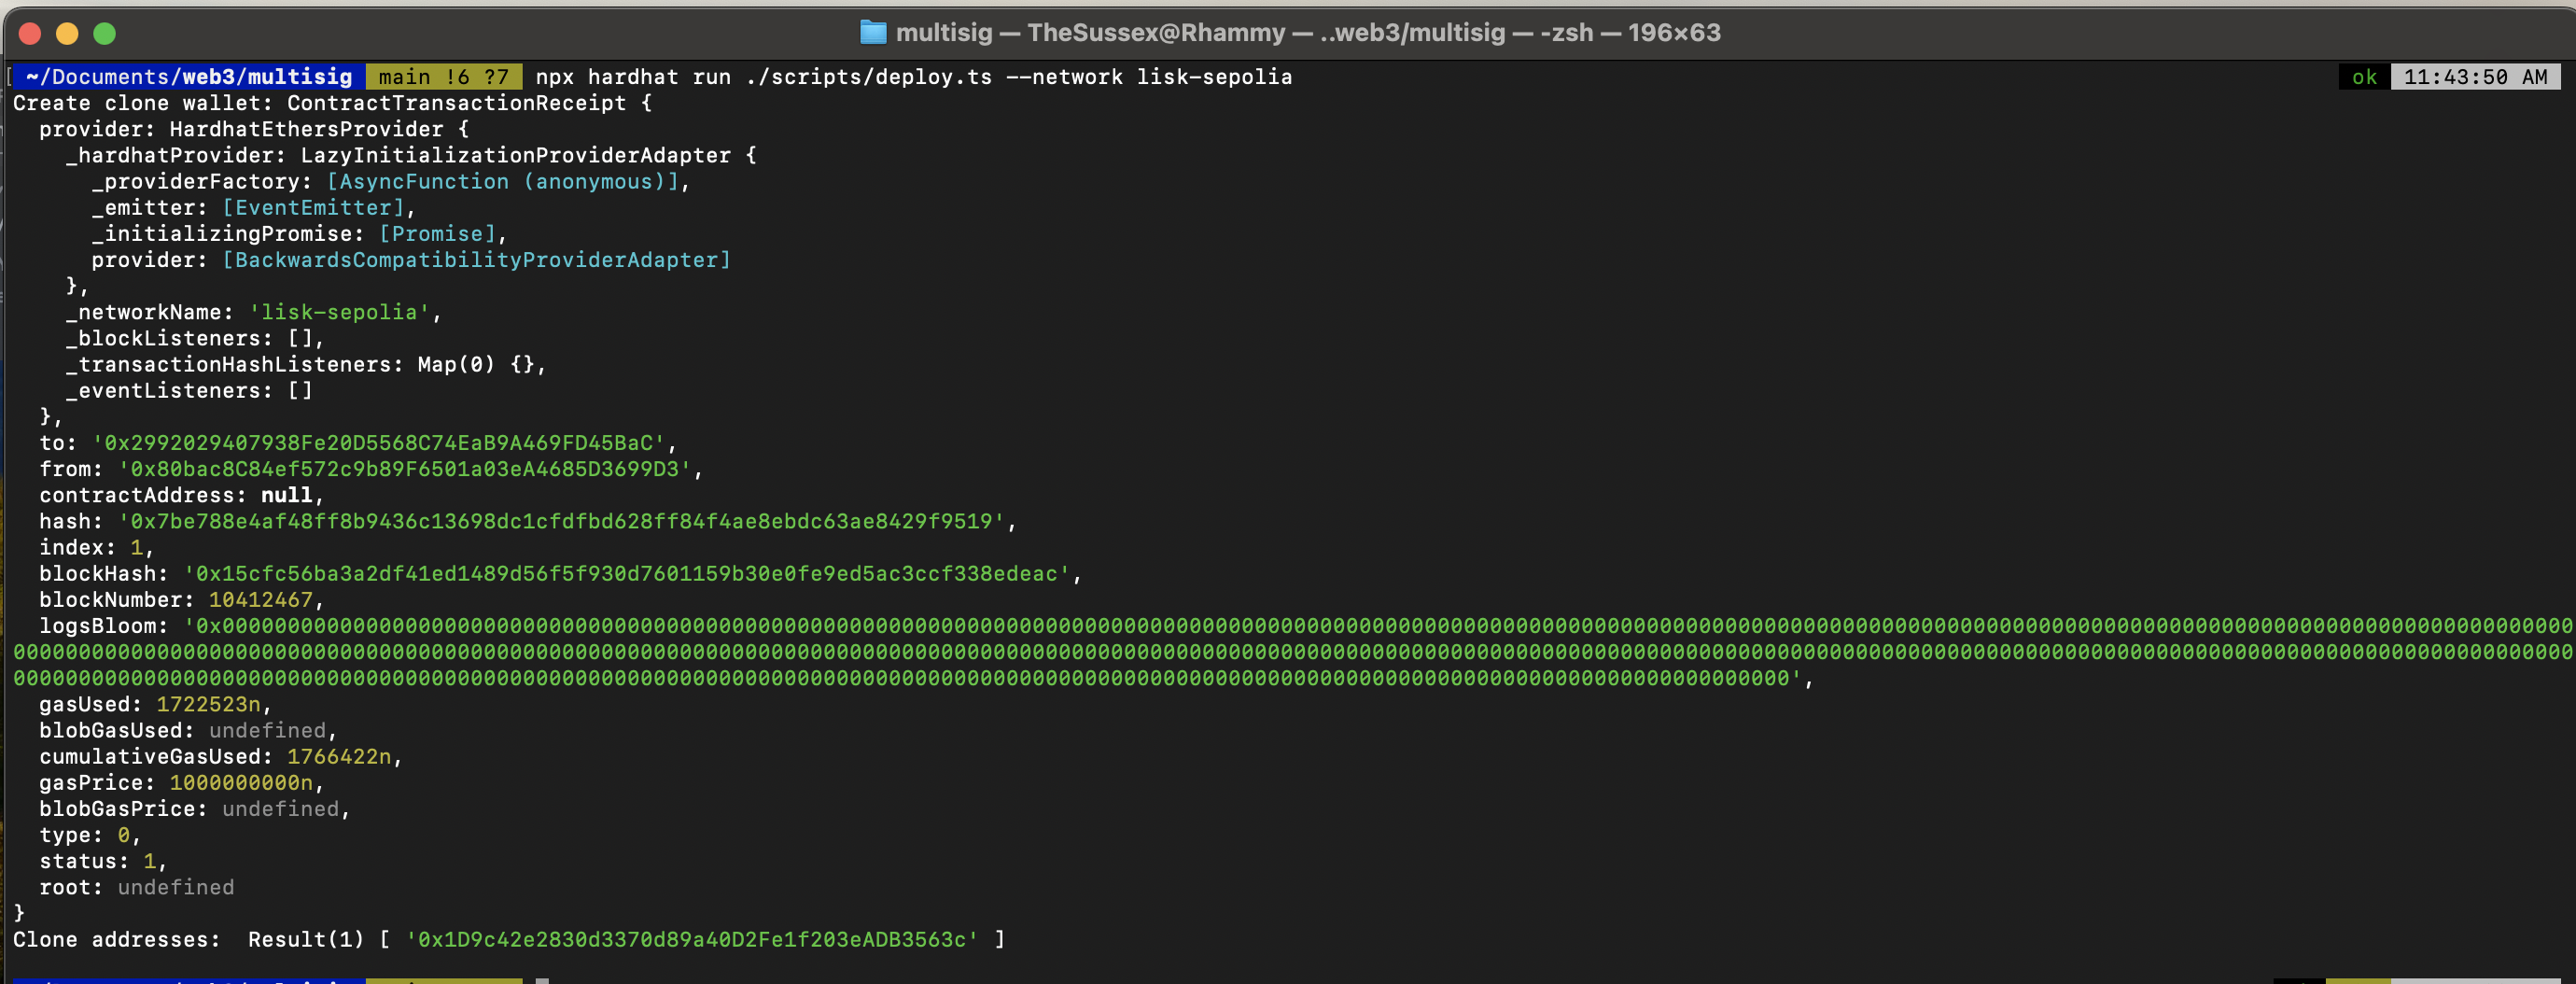 multisig — TheSussex@Rhammy — ..web3/multisig — -zsh — 196×63
~/Documents/web3/multisig main !6 ?7 npx hardhat run ./scripts/deploy.ts --network lisk-sepolia ok 11:43:50 AM
Create clone wallet: ContractTransactionReceipt {
  provider: HardhatEthersProvider {
    _hardhatProvider: LazyInitializationProviderAdapter {
      _providerFactory: [AsyncFunction (anonymous)],
      _emitter: [EventEmitter],
      _initializingPromise: [Promise],
      provider: [BackwardsCompatibilityProviderAdapter]
    },
    _networkName: 'lisk-sepolia',
    _blockListeners: [],
    _transactionHashListeners: Map(0) {},
    _eventListeners: []
  },
  to: '0x2992029407938Fe20D5568C74EaB9A469FD45BaC',
  from: '0x80bac8C84ef572c9b89F6501a03eA4685D3699D3',
  contractAddress: null,
  hash: '0x7be788e4af48ff8b9436c13698dc1cfdfbd628ff84f4ae8ebdc63ae8429f9519',
  index: 1,
  blockHash: '0x15cfc56ba3a2df41ed1489d56f5f930d7601159b30e0fe9ed5ac3ccf338edeac',
  blockNumber: 10412467,
  logsBloom:
  gasUsed: 1722523n,
  blobGasUsed: undefined,
  cumulativeGasUsed: 1766422n,
  gasPrice: 1000000000n,
  blobGasPrice: undefined,
  type: 0,
  status: 1,
  root: undefined
}
Clone addresses:  Result(1) [ '0x1D9c42e2830d3370d89a40D2Fe1f203eADB3563c' ]